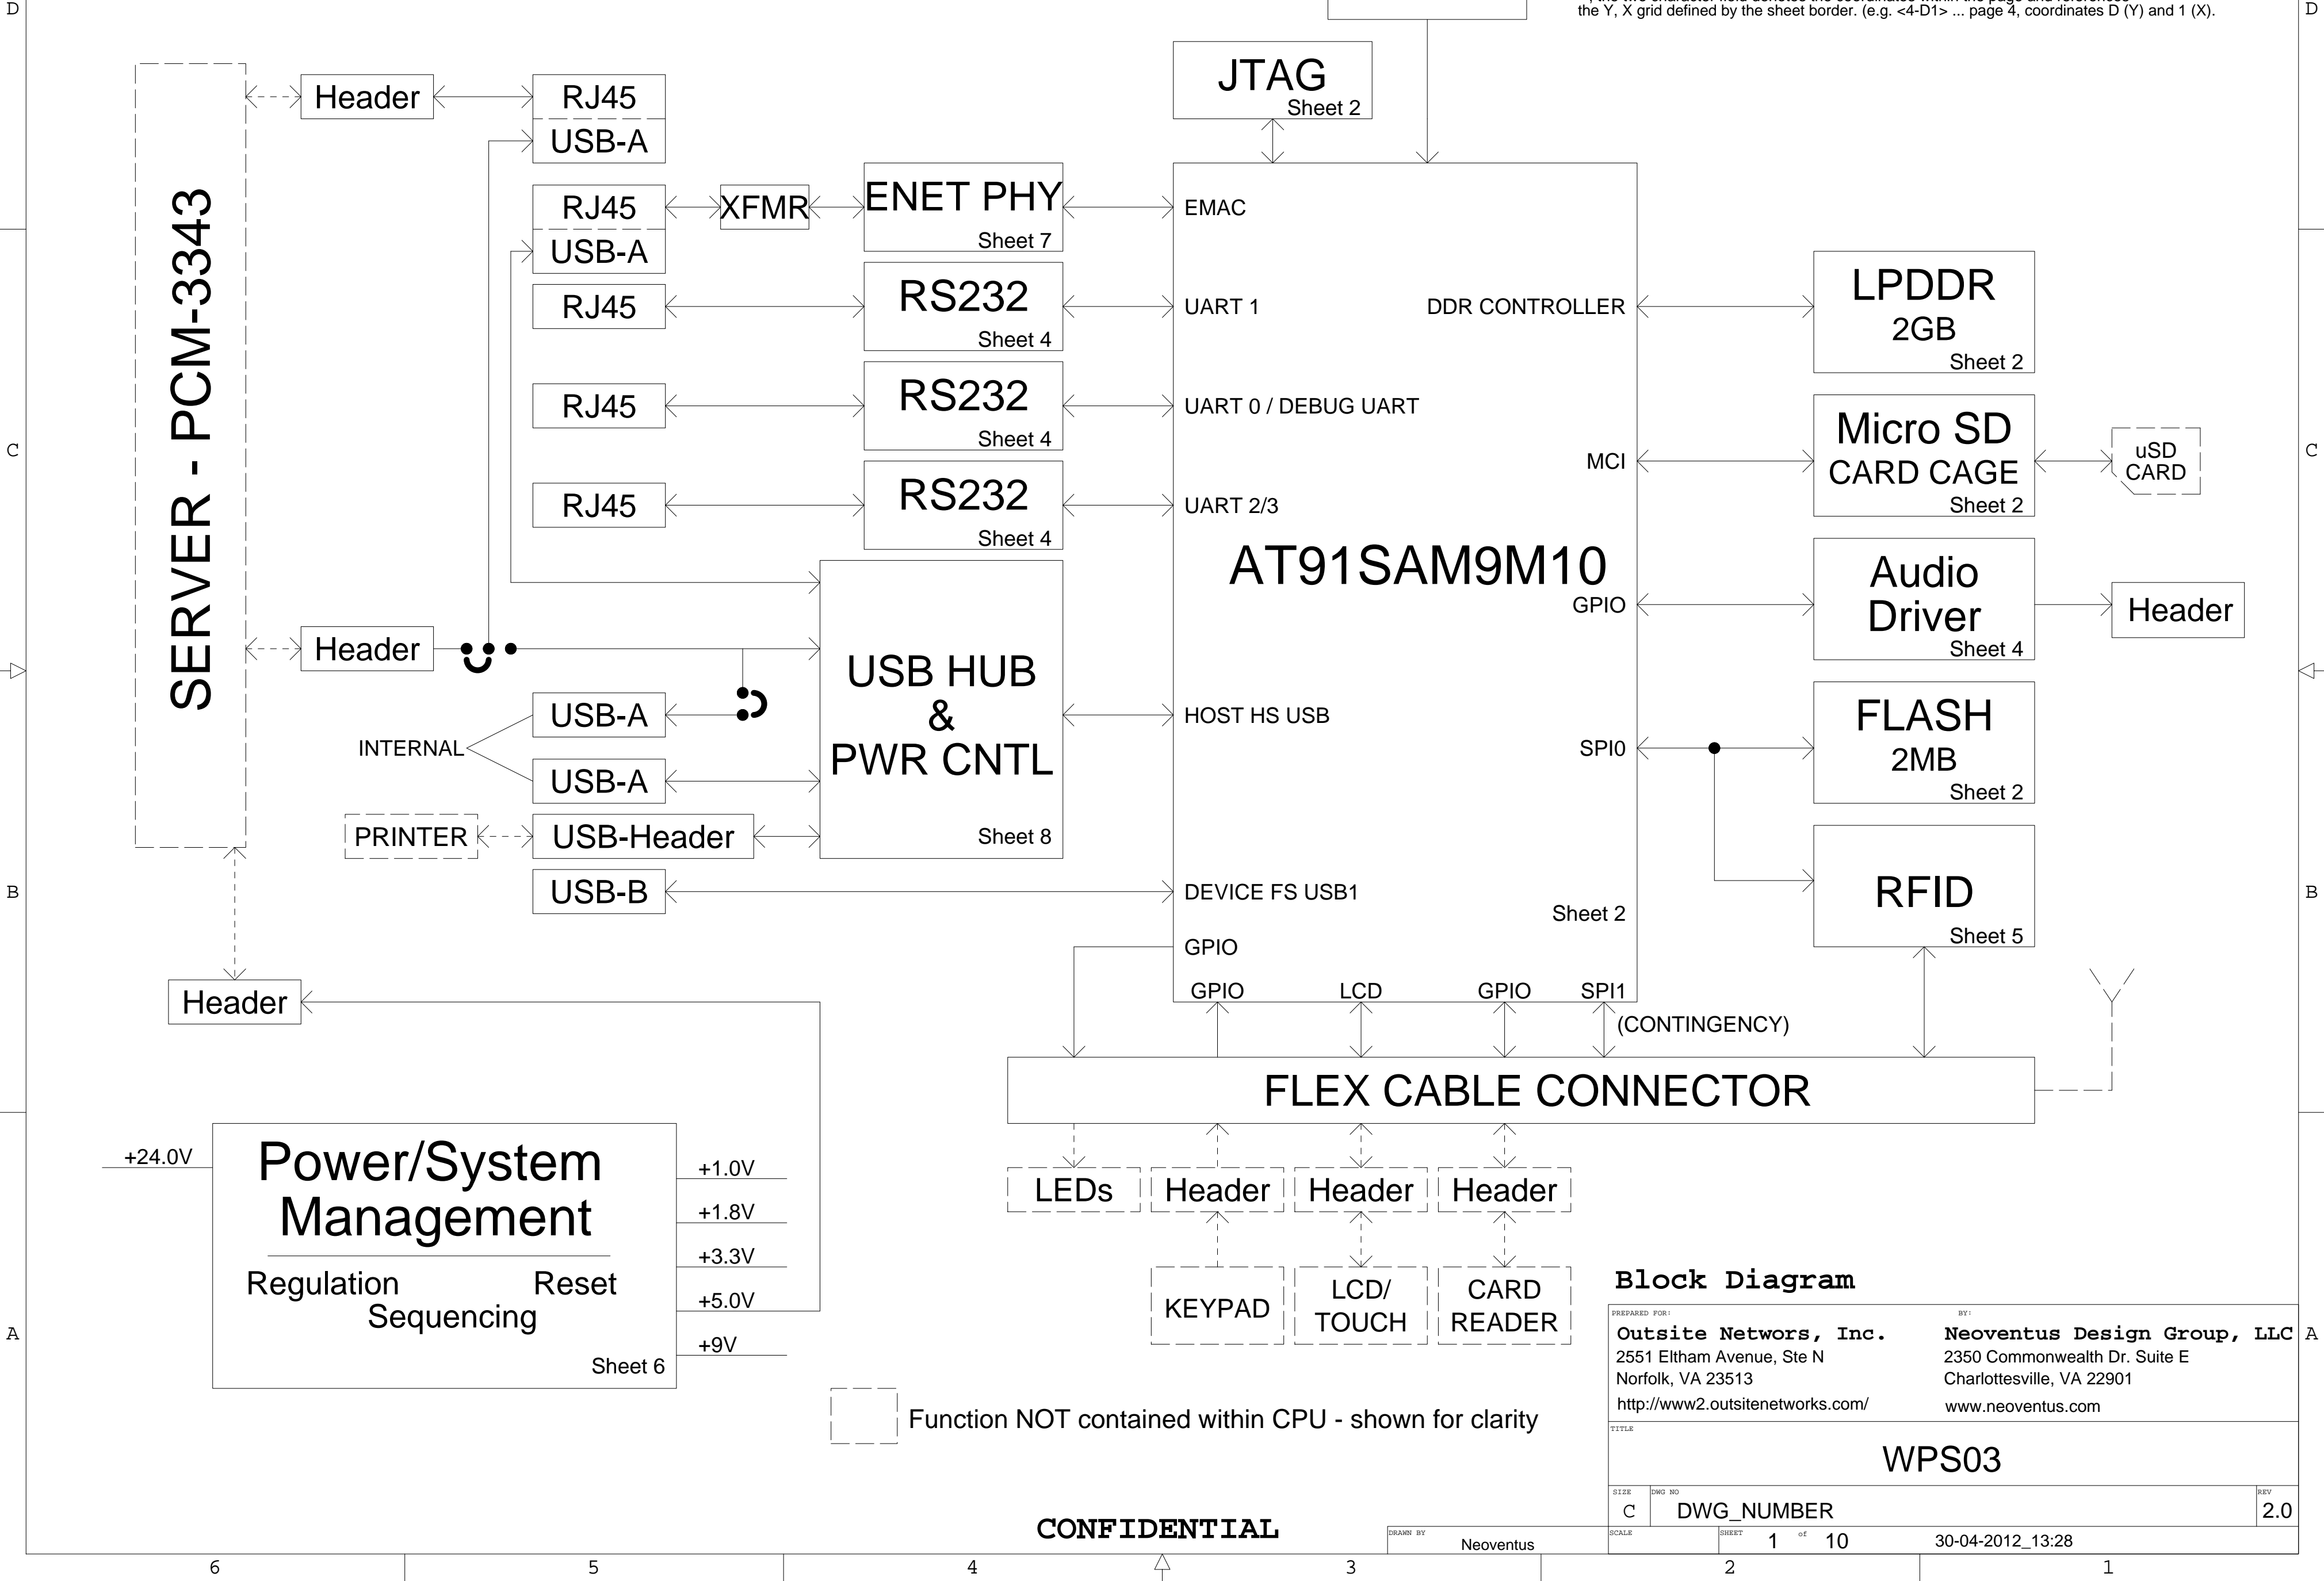 the Y, X grid defined by the sheet border. (e.g. <4-D1> ... page 4, coordinates D (Y) and 1 (X).
D
D
JTAG
Sheet 2
Header
RJ45
USB-A
SERVER - PCM-3343
RJ45
USB-A
XFMR
ENET PHY
Sheet 7
EMAC
RJ45
RS232
Sheet 4
UART 1
DDR CONTROLLER
LPDDR
2GB
Sheet 2
RJ45
RS232
Sheet 4
UART 0 / DEBUG UART
C
C
MCI
Micro SD
CARD CAGE
Sheet 2
uSD
CARD
RJ45
RS232
Sheet 4
UART 2/3
AT91SAM9M10
GPIO
Audio
Driver
Sheet 4
Header
Header
USB HUB
&
PWR CNTL
Sheet 8
HOST HS USB
INTERNAL
USB-A
USB-A
SPI0
FLASH
2MB
Sheet 2
PRINTER
USB-Header
B
B
USB-B
DEVICE FS USB1
Sheet 2
RFID
Sheet 5
GPIO
GPIO
LCD
GPIO
SPI1
(CONTINGENCY)
Header
FLEX CABLE CONNECTOR
+24.0V
Power/System
Management
Regulation
Reset
Sequencing
Sheet 6
+1.0V
+1.8V
+3.3V
+5.0V
+9V
LEDs
Header
Header
Header
KEYPAD
LCD/
TOUCH
CARD
READER
A
A
Function NOT contained within CPU - shown for clarity
Block Diagram
PREPARED FOR:
BY:
Outsite Networs, Inc.
Neoventus Design Group, LLC
2551 Eltham Avenue, Ste N
2350 Commonwealth Dr. Suite E
Norfolk, VA 23513
Charlottesville, VA 22901
http://www2.outsitenetworks.com/
www.neoventus.com
TITLE
WPS03
SIZE
C
DWG NO
DWG_NUMBER
REV
2.0
CONFIDENTIAL
DRAWN BY
Neoventus
SCALE
SHEET
1 of 10
30-04-2012_13:28
6
5
4
3
2
1